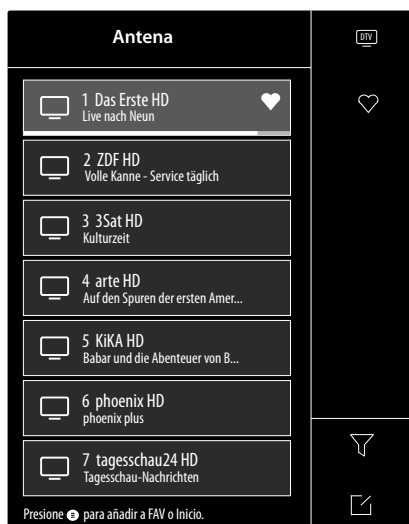 Antena
DTV
1 Das Erste HD
Live nach Neun
2 ZDF HD
Volle Kanne - Service täglich
3 3Sat HD
Kulturzeit
4 arte HD
Auf den Spuren der ersten Amer...
5 KiKA HD
Babar und die Abenteuer von B...
6 phoenix HD
phoenix plus
7 tagesschau24 HD
Tagesschau-Nachrichten
Presione para añadir a FAV o Inicio.